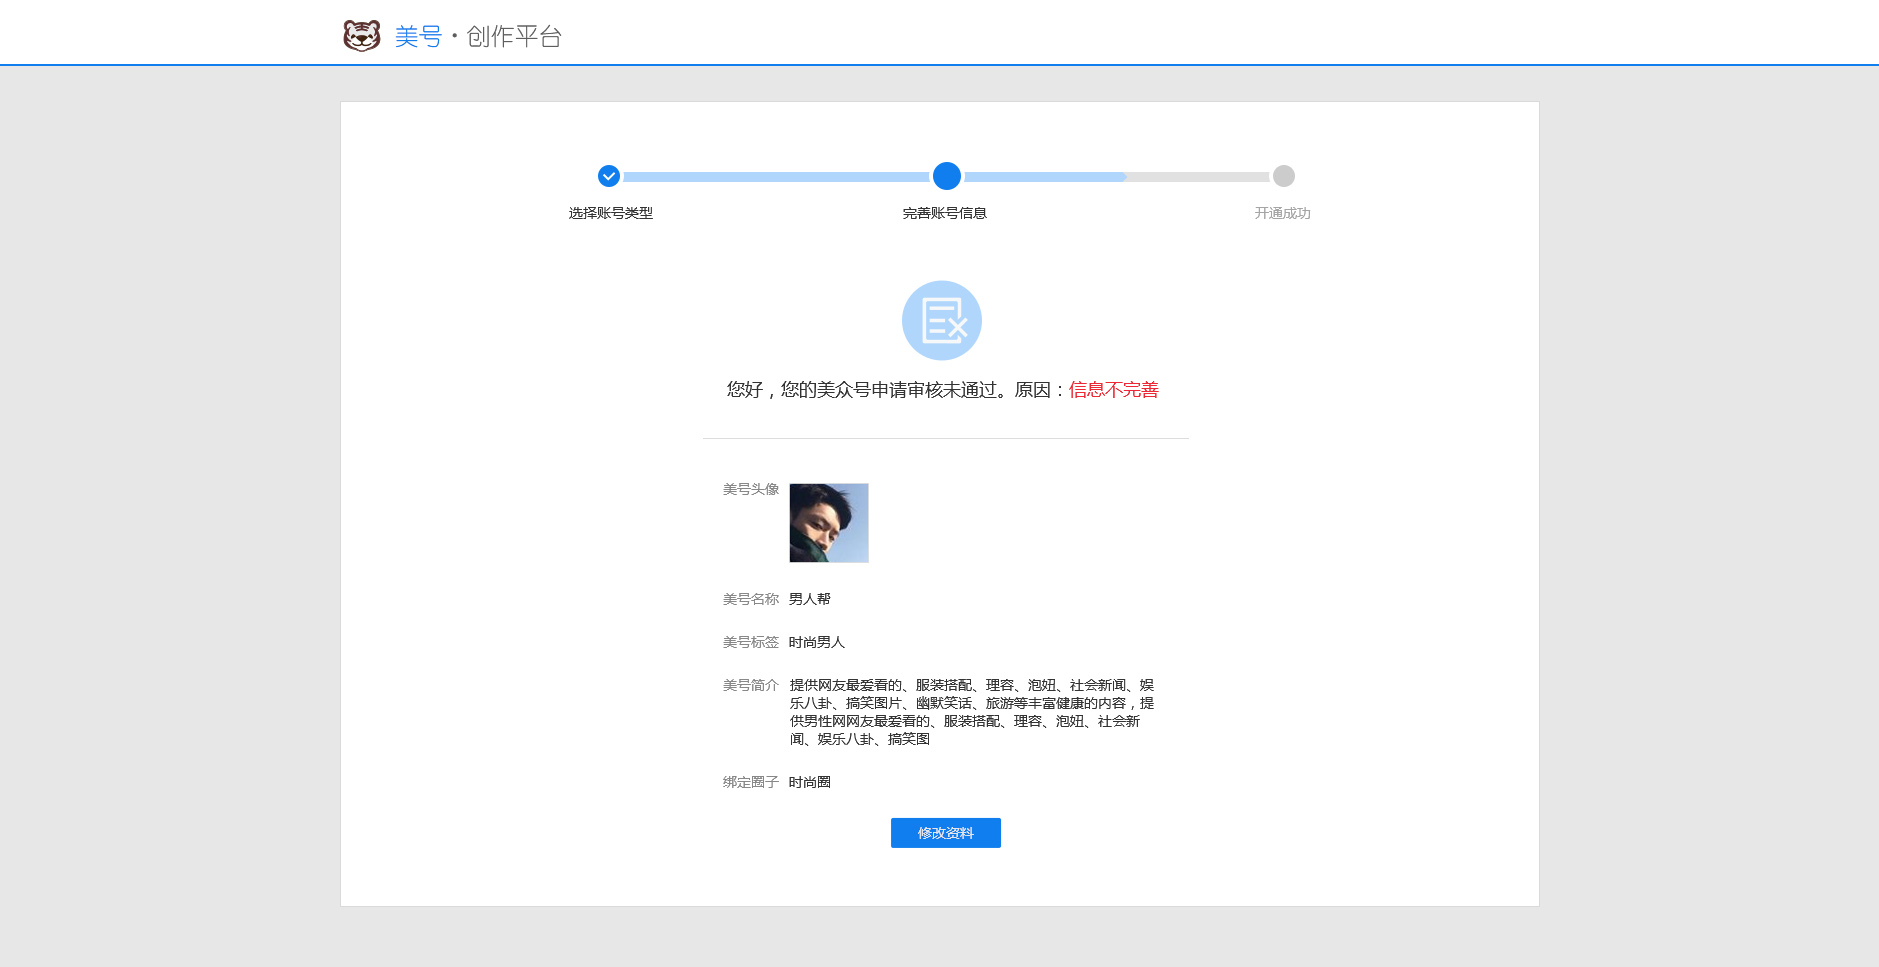 美号·创作平台
选择账号类型 完善账号信息 开通成功
您好，您的美众号申请审核未通过。原因：信息不完善
美号头像
美号名称 男人帮
美号标签 时尚男人
美号简介 提供网友最爱看的、服装搭配、理容、泡妞、社会新闻、娱
乐八卦、搞笑图片、幽默笑话、旅游等丰富健康的内容，提
供男性网网友最爱看的、服装搭配、理容、泡妞、社会新
闻、娱乐八卦、搞笑图
绑定圈子 时尚圈
修改资料